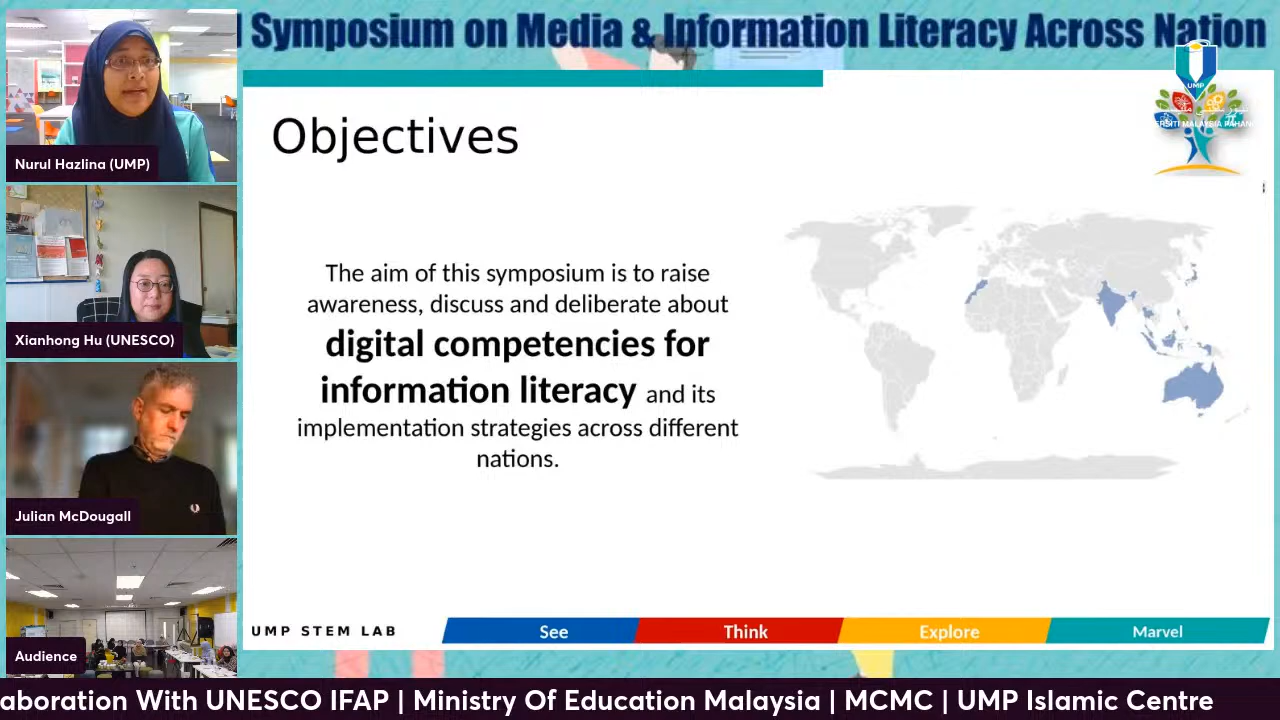 Symposium on Media & Information Literacy Across Nation
UMP
Objectives
The aim of this symposium is to raise
awareness, discuss and deliberate about
digital competencies for
information literacy and its
implementation strategies across different
nations.
Nurul Hazlina (UMP)
Xianhong Hu (UNESCO)
Julian McDougall
Audience
UMP STEM LAB
See
Think
Explore
Marvel
laboration With UNESCO IFAP | Ministry Of Education Malaysia | MCMC | UMP Islamic Centre